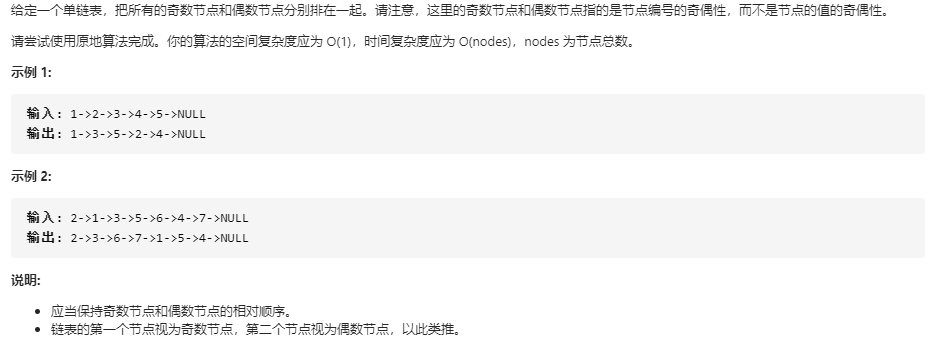 给定一个单链表，把所有的奇数节点和偶数节点分别排在一起。请注意，这里的奇数节点和偶数节点指的是节点编号的奇偶性，而不是节点的值的奇偶性。
请尝试使用原地算法完成。你的算法的空间复杂度应为 O(1)，时间复杂度应为 O(nodes)，nodes 为节点总数。
示例 1:
输入: 1->2->3->4->5->NULL
输出: 1->3->5->2->4->NULL
示例 2:
输入: 2->1->3->5->6->4->7->NULL
输出: 2->3->6->7->1->5->4->NULL
说明:
• 应当保持奇数节点和偶数节点的相对顺序。
• 链表的第一个节点视为奇数节点，第二个节点视为偶数节点，以此类推。